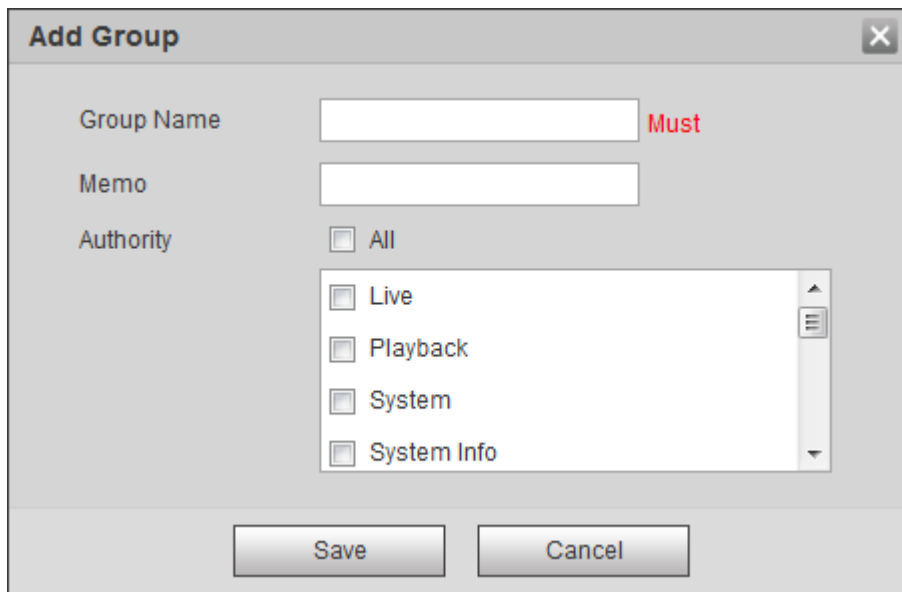 Add Group
Group Name Must
Memo
Authority All
Live
Playback
System
System Info
Save Cancel